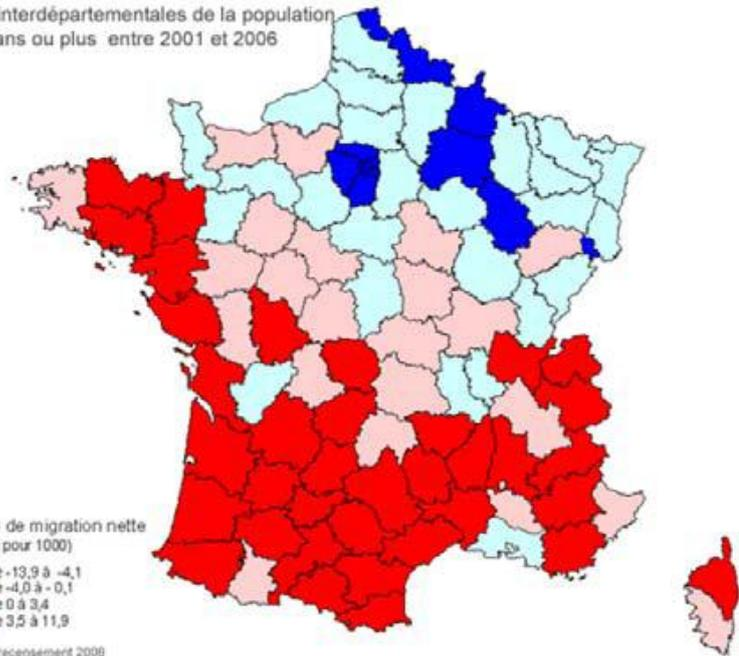 interdépartementales de la population
ans ou plus entre 2001 et 2006
de migration nette
pour 1000)
-13,9 à -4,1
-4,0 à - 0,1
0 à 3,4
3,5 à 11,9
recensement 2006